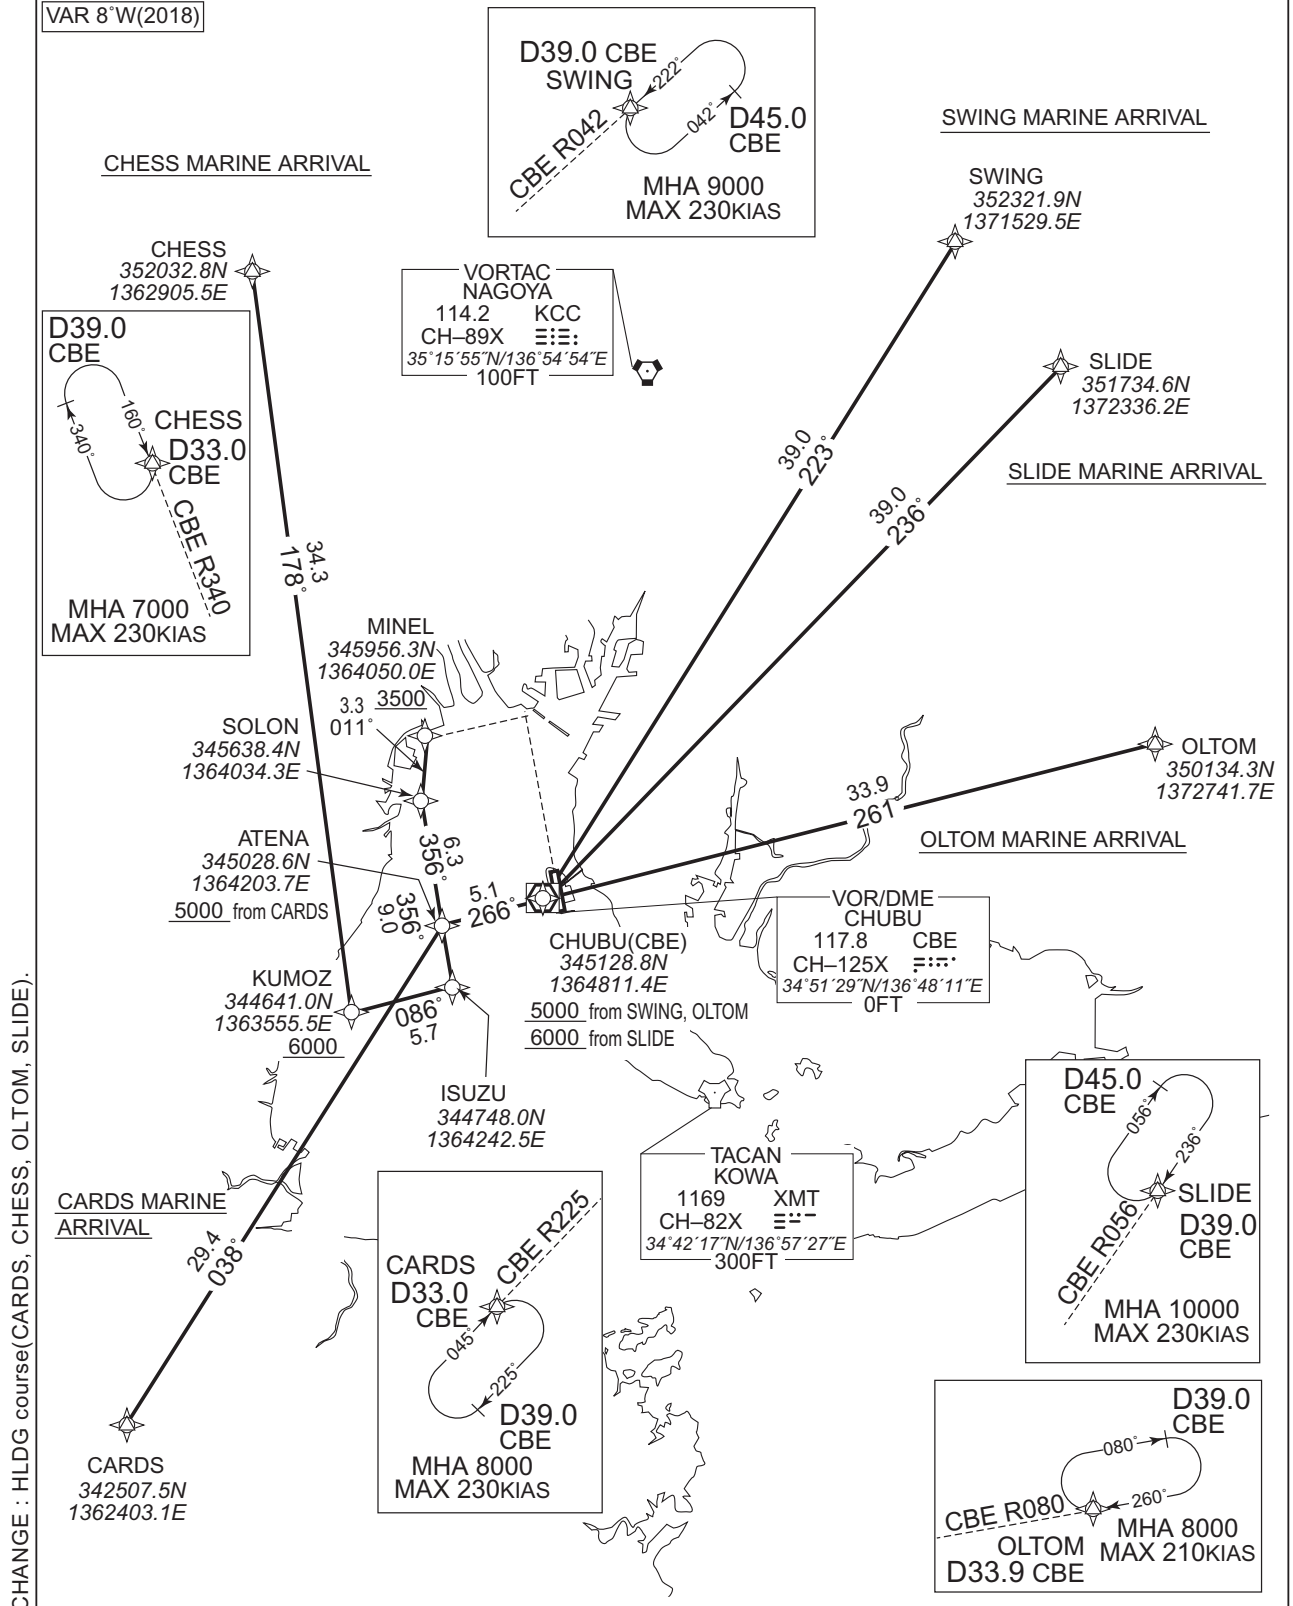 VAR 8°W(2018)
D39.0 CBE
SWING
222°
042°
D45.0
CBE
CBE R042
MHA 9000
MAX 230KIAS
SWING MARINE ARRIVAL
CHESS MARINE ARRIVAL
SWING
352321.9N
1371529.5E
CHESS
352032.8N
1362905.5E
VORTAC
NAGOYA
114.2 KCC
CH–89X
35°15´55˝N/136°54´54˝E
100FT
D39.0
CBE
160°
340°
CHESS
D33.0
CBE
CBE R340
MHA 7000
MAX 230KIAS
SLIDE
351734.6N
1372336.2E
SLIDE MARINE ARRIVAL
39.0
223°
39.0
236°
34.3
178°
MINEL
345956.3N
1364050.0E
3500
3.3
011°
SOLON
345638.4N
1364034.3E
OLTOM
350134.3N
1372741.7E
33.9
261°
OLTOM MARINE ARRIVAL
ATENA
345028.6N
1364203.7E
5000 from CARDS
6.3
356°
356°
9.0
5.1
266°
CHUBU(CBE)
345128.8N
1364811.4E
5000 from SWING, OLTOM
6000 from SLIDE
VOR/DME
CHUBU
117.8 CBE
CH–125X
34°51´29˝N/136°48´11˝E
0FT
KUMOZ
344641.0N
1363555.5E
6000
086°
5.7
ISUZU
344748.0N
1364242.5E
TACAN
KOWA
1169 XMT
CH–82X
34°42´17˝N/136°57´27˝E
300FT
D45.0
CBE
056°
236°
SLIDE
D39.0
CBE
CBE R056
MHA 10000
MAX 230KIAS
CARDS MARINE
ARRIVAL
29.4
038°
CARDS
D33.0
CBE
CBE R225
045°
225°
D39.0
CBE
MHA 8000
MAX 230KIAS
CARDS
342507.5N
1362403.1E
D39.0
CBE
080°
260°
CBE R080
OLTOM
D33.9 CBE
MHA 8000
MAX 210KIAS
CHANGE : HLDG course(CARDS, CHESS, OLTOM, SLIDE).